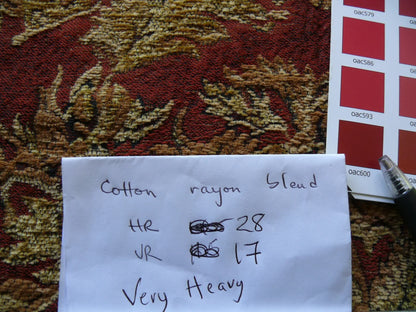 oac579
oac586
oac593
oac600
Cotton rayon blend
HR 28
VR 17
Very Heavy